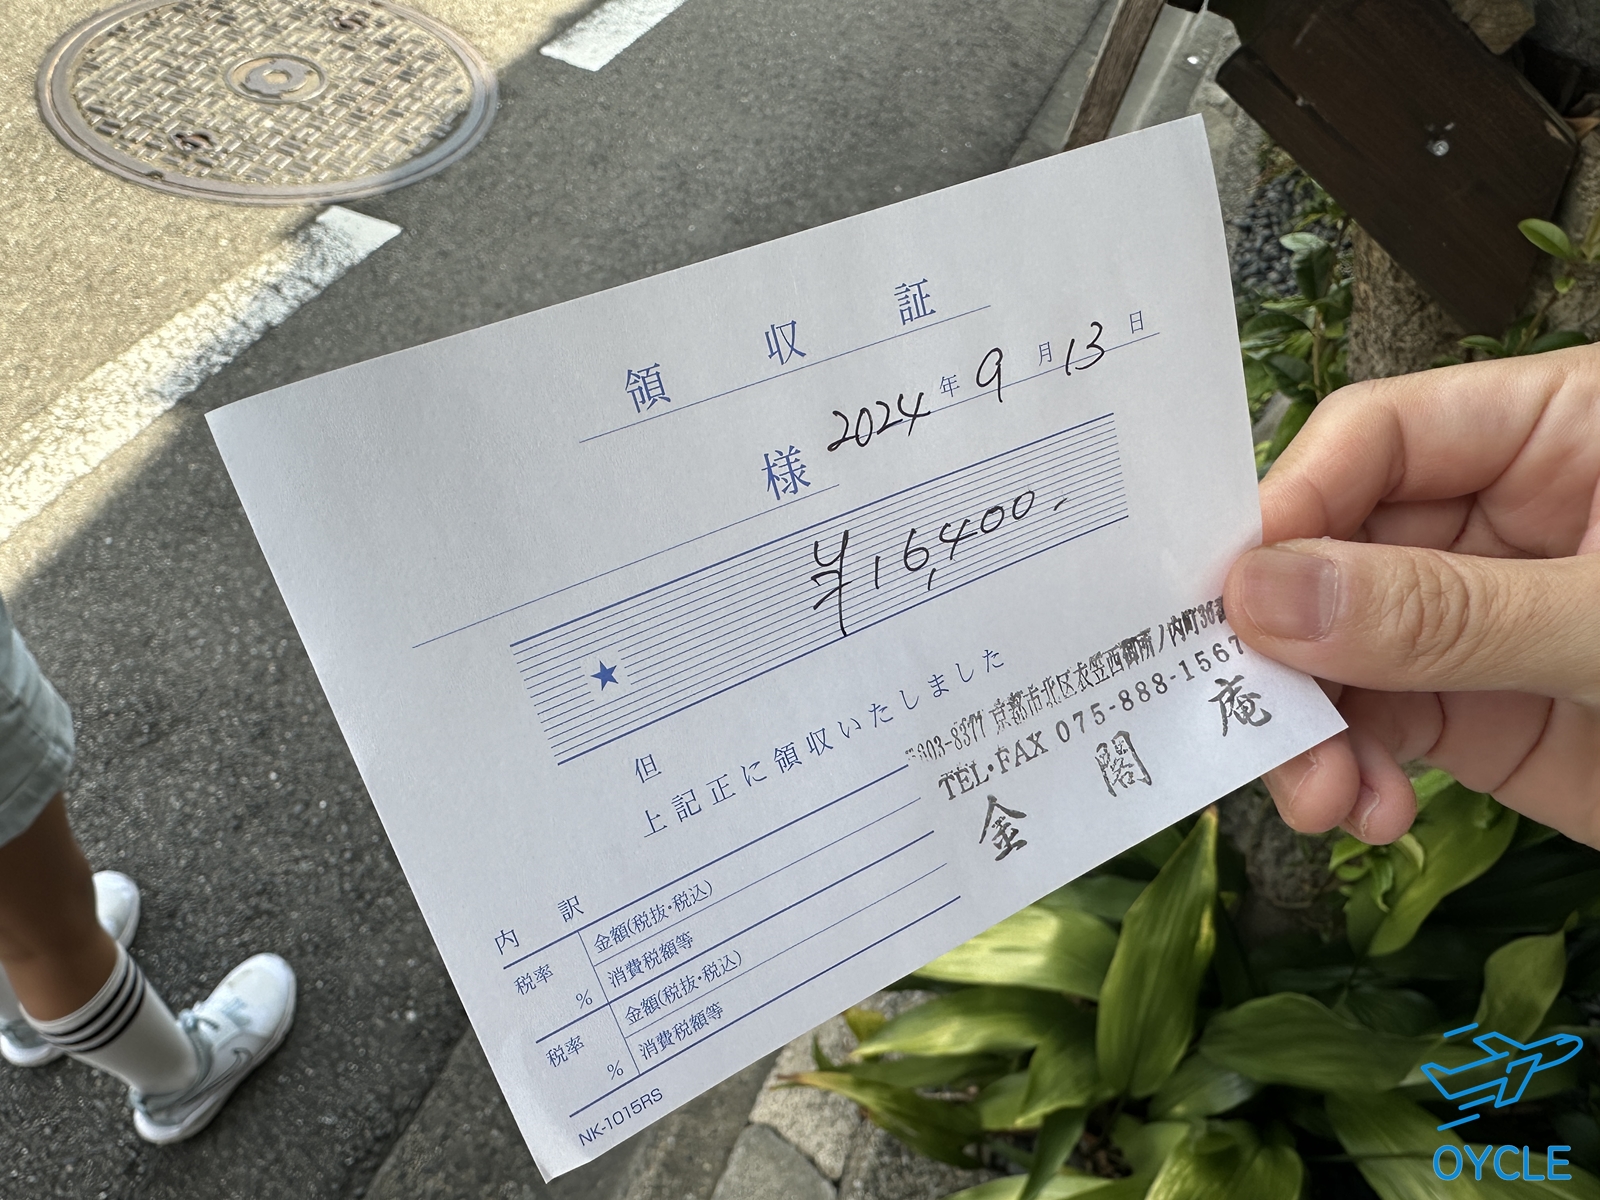 領収証
2024年9月13日
様
¥16,400.-
★
但
上記正に領収いたしました
〒603-8377 京都市北区衣笠西御所ノ内町36
TEL・FAX 075-888-1567
金閣庵
内訳
税率 %
金額(税抜・税込)
消費税額等
税率 %
金額(税抜・税込)
消費税額等
NK-1015RS
OYCLE